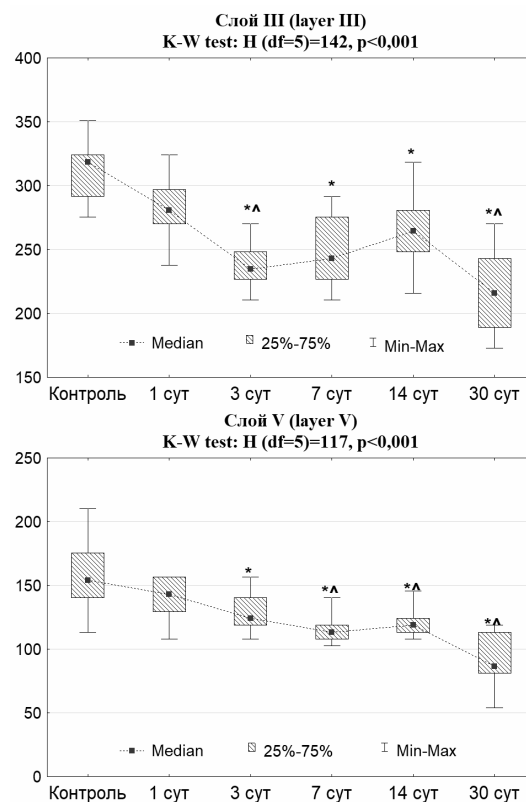 Слой III (layer III)
K-W test: H (df=5)=142, p<0,001
400
350
300
250
200
150
* ^
*
*
* ^
Median
25%-75%
Min-Max
Контроль 1 сут 3 сут 7 сут 14 сут 30 сут
Слой V (layer V)
K-W test: H (df=5)=117, p<0,001
250
200
150
100
50
0
*
* ^
* ^
* ^
Median
25%-75%
Min-Max
Контроль 1 сут 3 сут 7 сут 14 сут 30 сут